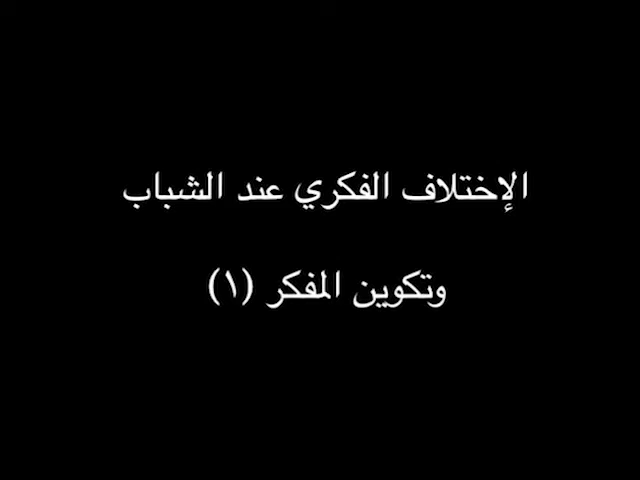 الإختلاف الفكري عند الشباب
وتكوين المفكر (١)